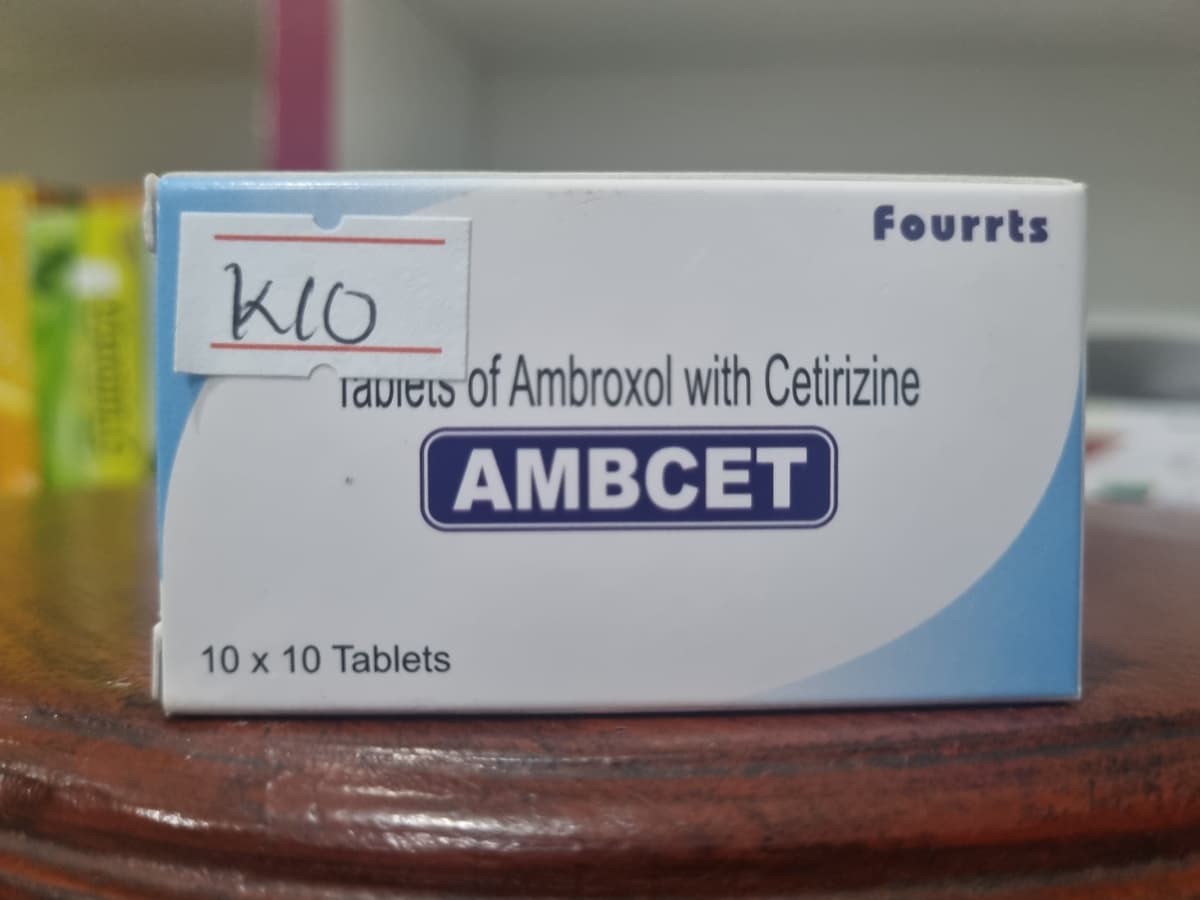 Fourrts
K10
Tablets of Ambroxol with Cetirizine
AMBCET
10 x 10 Tablets